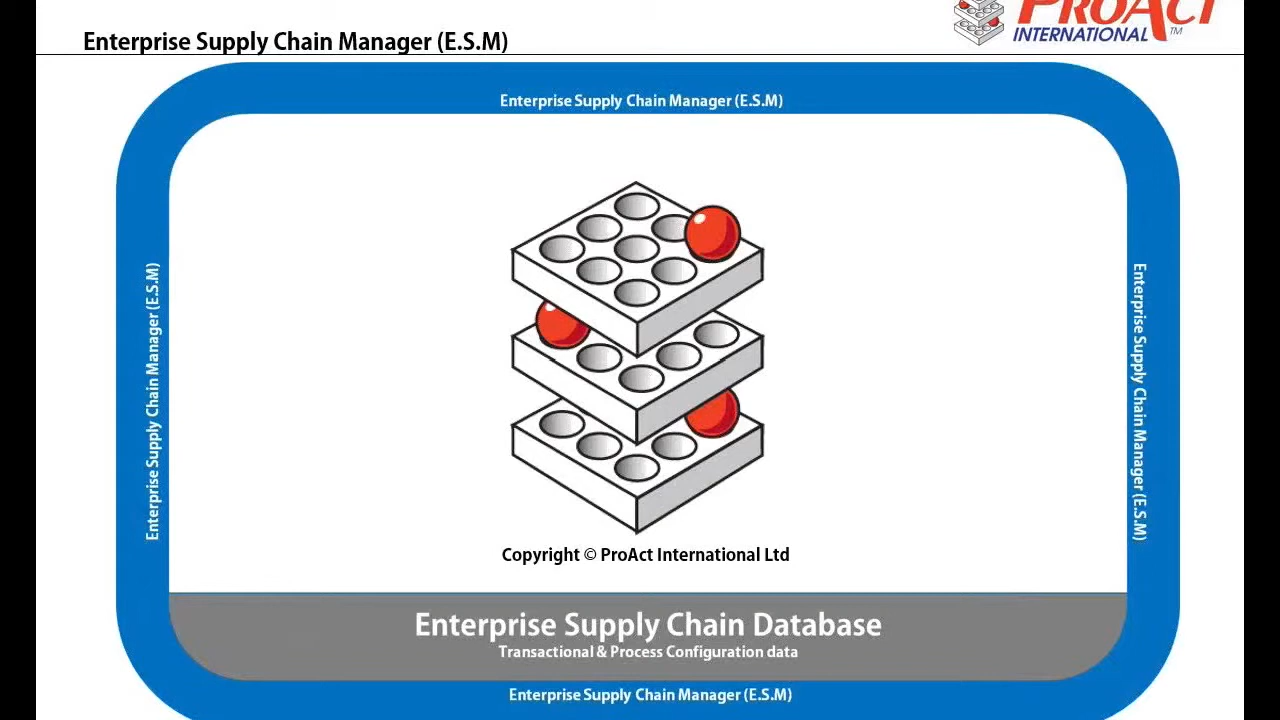 PROACT
INTERNATIONAL™
Enterprise Supply Chain Manager (E.S.M)
Enterprise Supply Chain Manager (E.S.M)
Enterprise Supply Chain Manager (E.S.M)
Enterprise Supply Chain Manager (E.S.M)
Copyright © ProAct International Ltd
Enterprise Supply Chain Database
Transactional & Process Configuration data
Enterprise Supply Chain Manager (E.S.M)